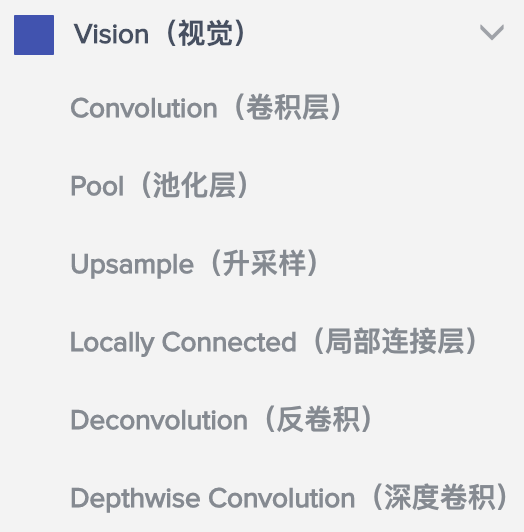 Vision（视觉）
Convolution（卷积层）
Pool（池化层）
Upsample（升采样）
Locally Connected（局部连接层）
Deconvolution（反卷积）
Depthwise Convolution（深度卷积）